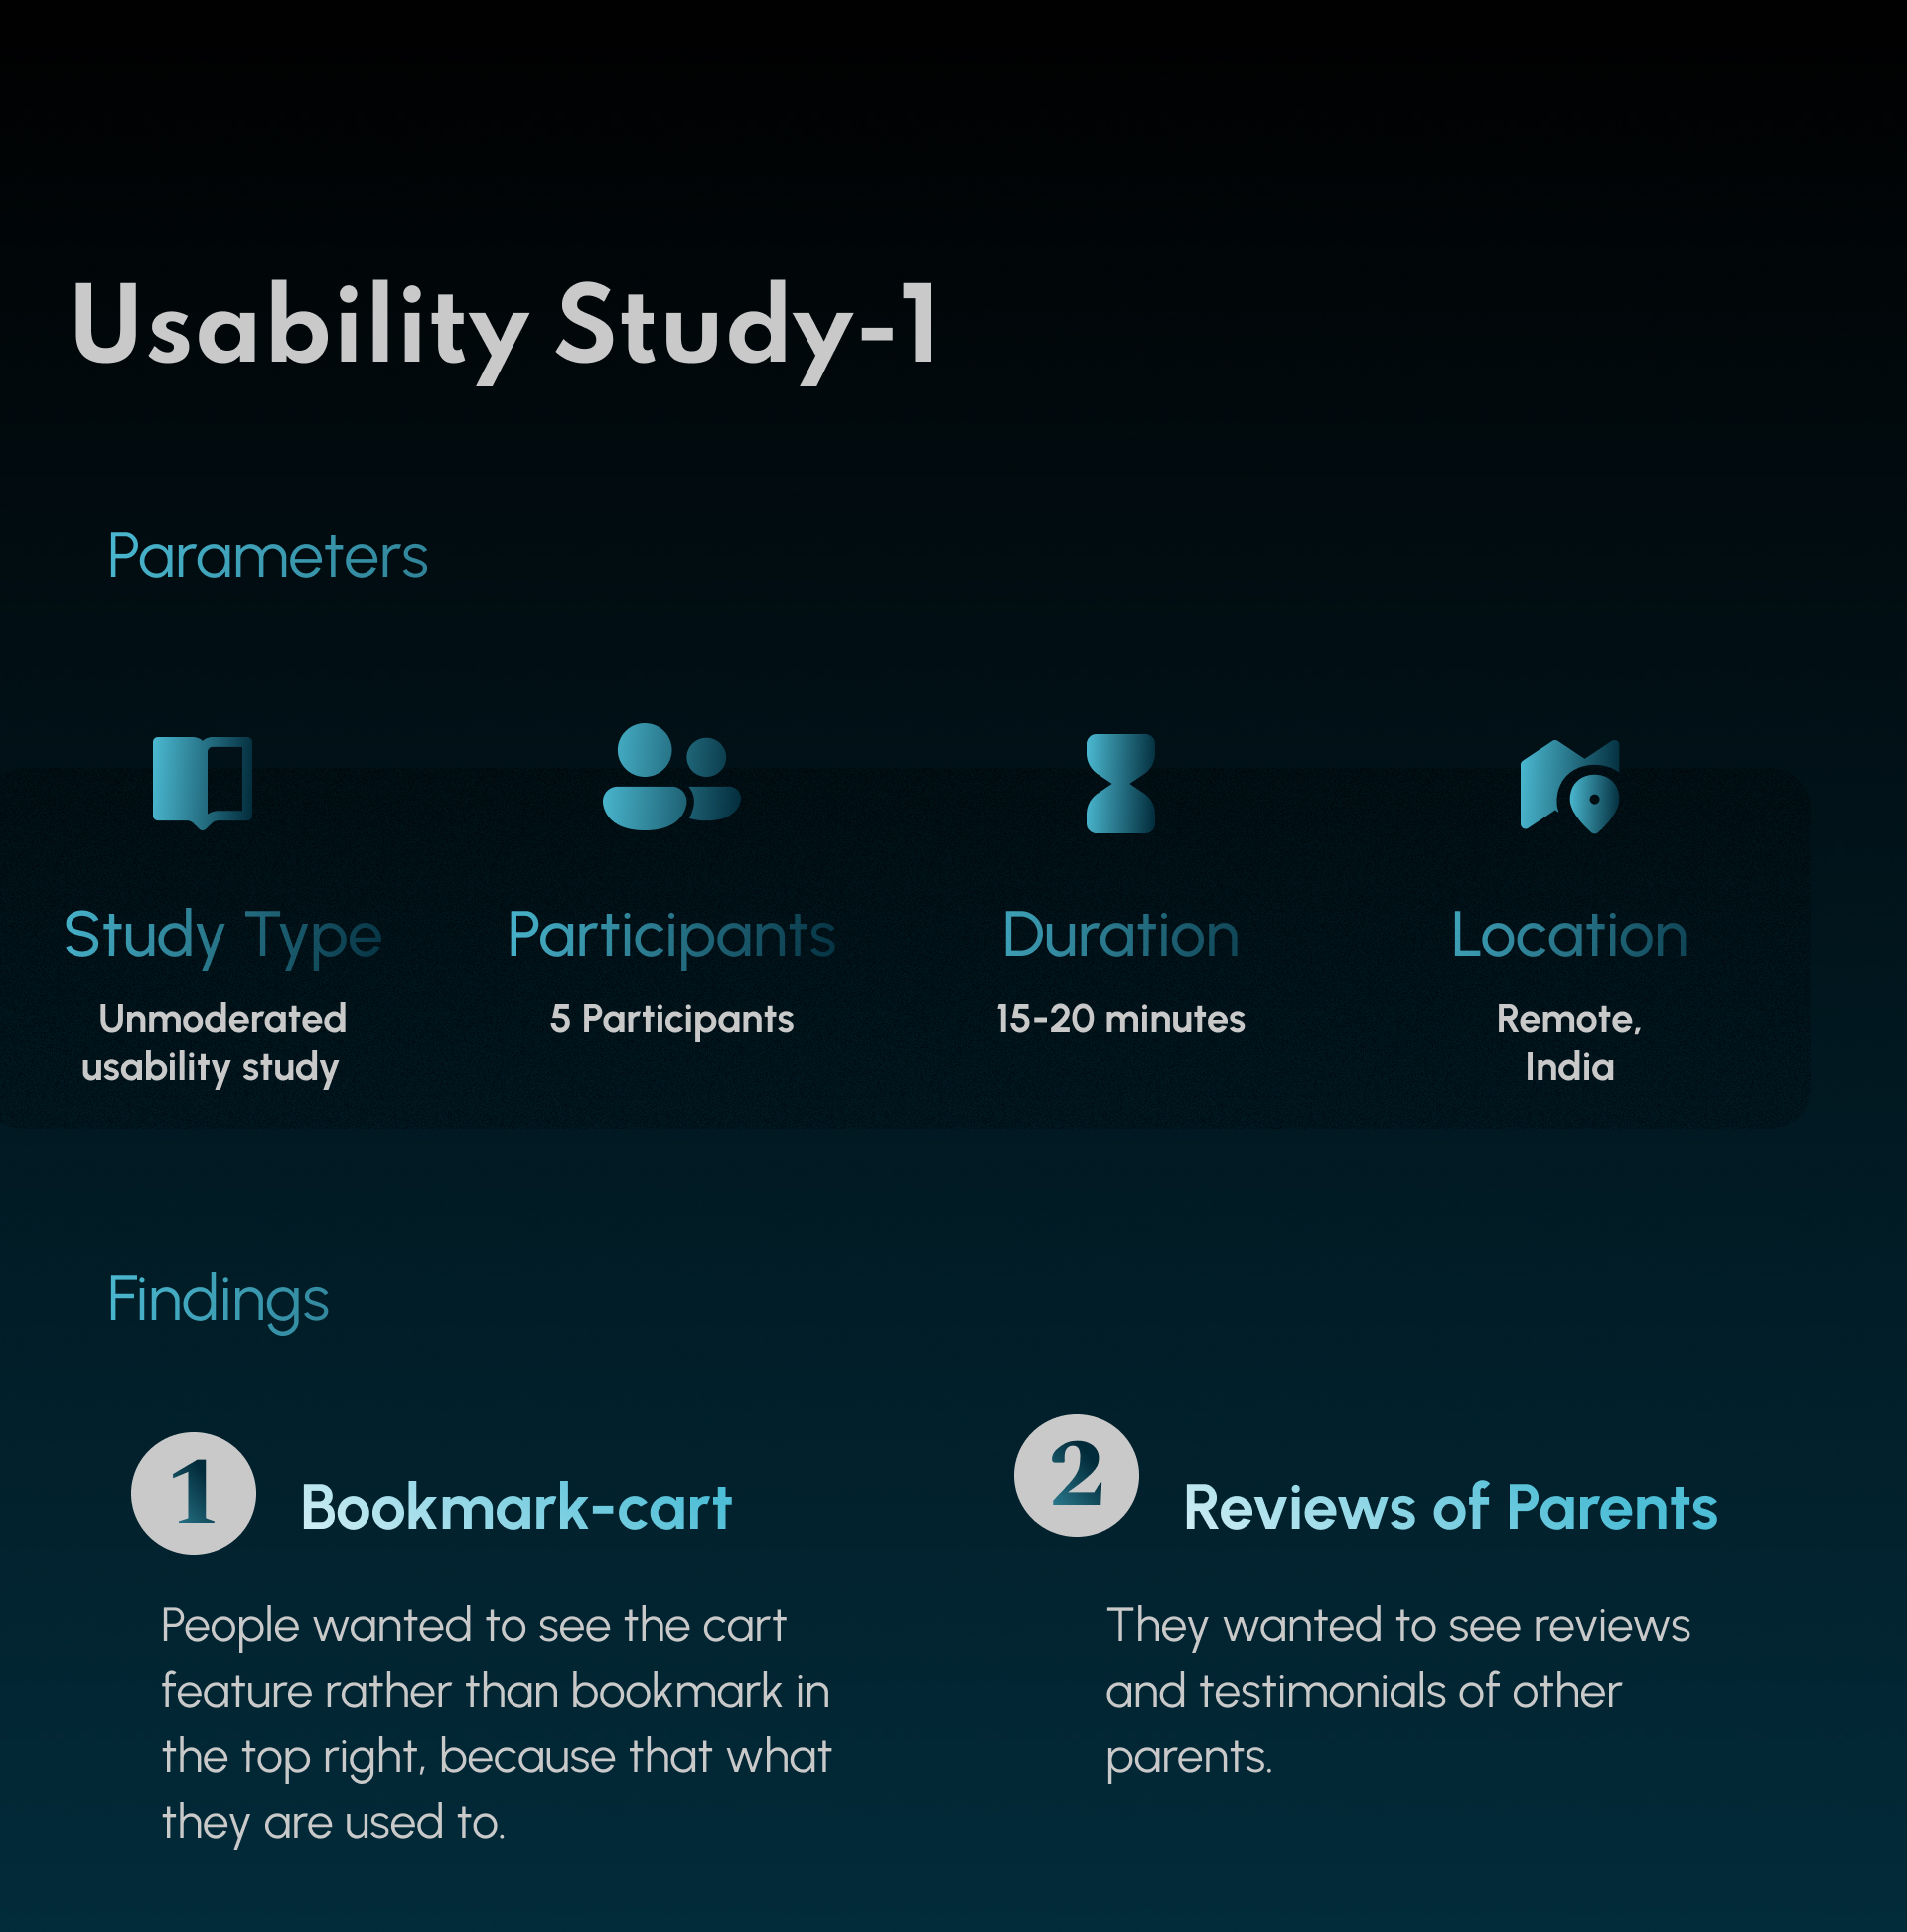 Usability Study-1
Parameters
Study Type
Unmoderated
usability study
Participants
5 Participants
Duration
15-20 minutes
Location
Remote,
India
Findings
1
Bookmark-cart
People wanted to see the cart
feature rather than bookmark in
the top right, because that what
they are used to.
2
Reviews of Parents
They wanted to see reviews
and testimonials of other
parents.